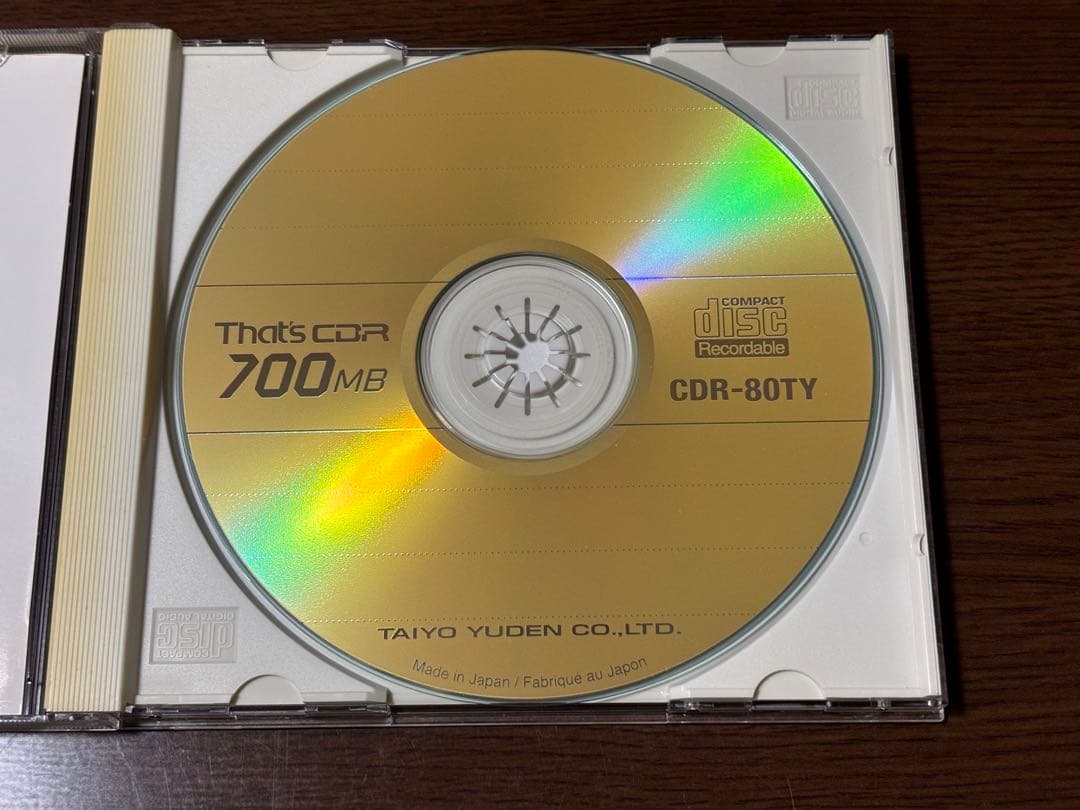 COMPACT
disc
DIGITAL AUDIO
That's CDR
700MB
COMPACT
disc
Recordable
CDR-80TY
COMPACT
disc
DIGITAL AUDIO
TAIYO YUDEN CO.,LTD.
Made in Japan / Fabriqué au Japon